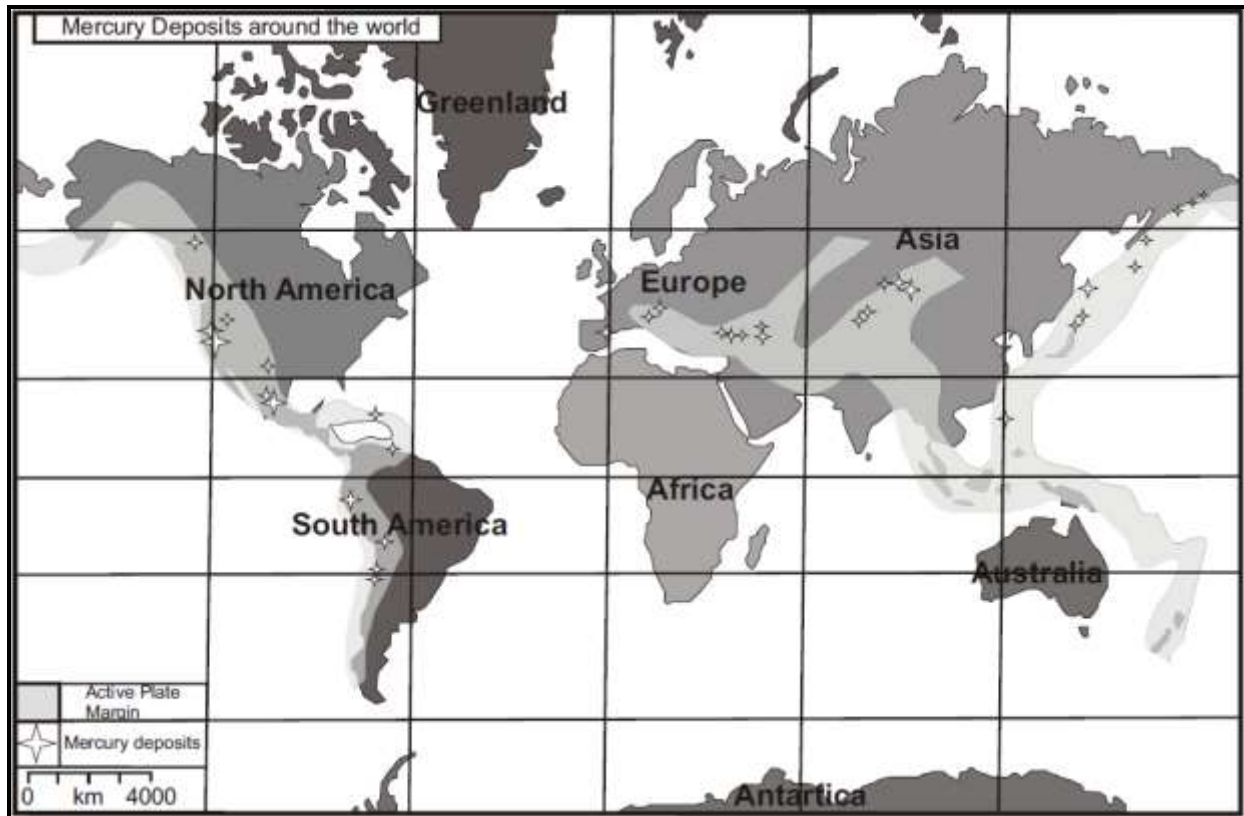 Mercury Deposits around the world
Greenland
Asia
North America
Europe
Africa
South America
Australia
Active Plate
Margin
Mercury deposits
0 km 4000
Antartica